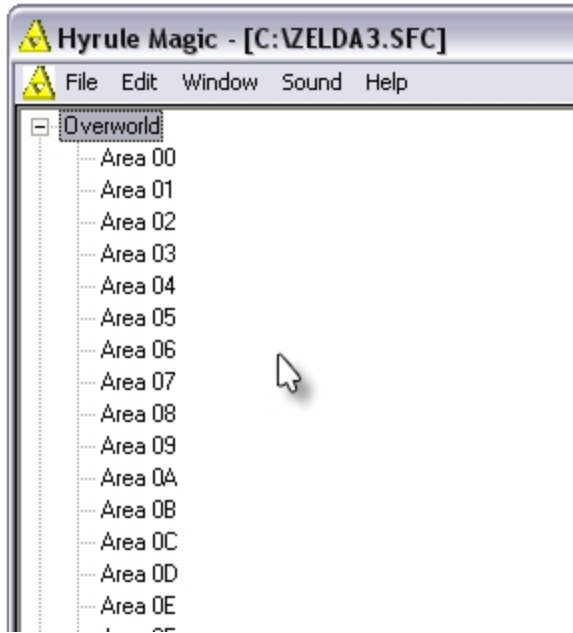 Hyrule Magic - [C:\ZELDA3.SFC]
File Edit Window Sound Help
Overworld
Area 00
Area 01
Area 02
Area 03
Area 04
Area 05
Area 06
Area 07
Area 08
Area 09
Area 0A
Area 0B
Area 0C
Area 0D
Area 0E